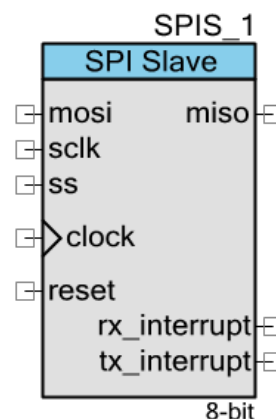 SPIS_1
SPI Slave
mosi miso
sclk
ss
clock
reset
rx_interrupt
tx_interrupt
8-bit